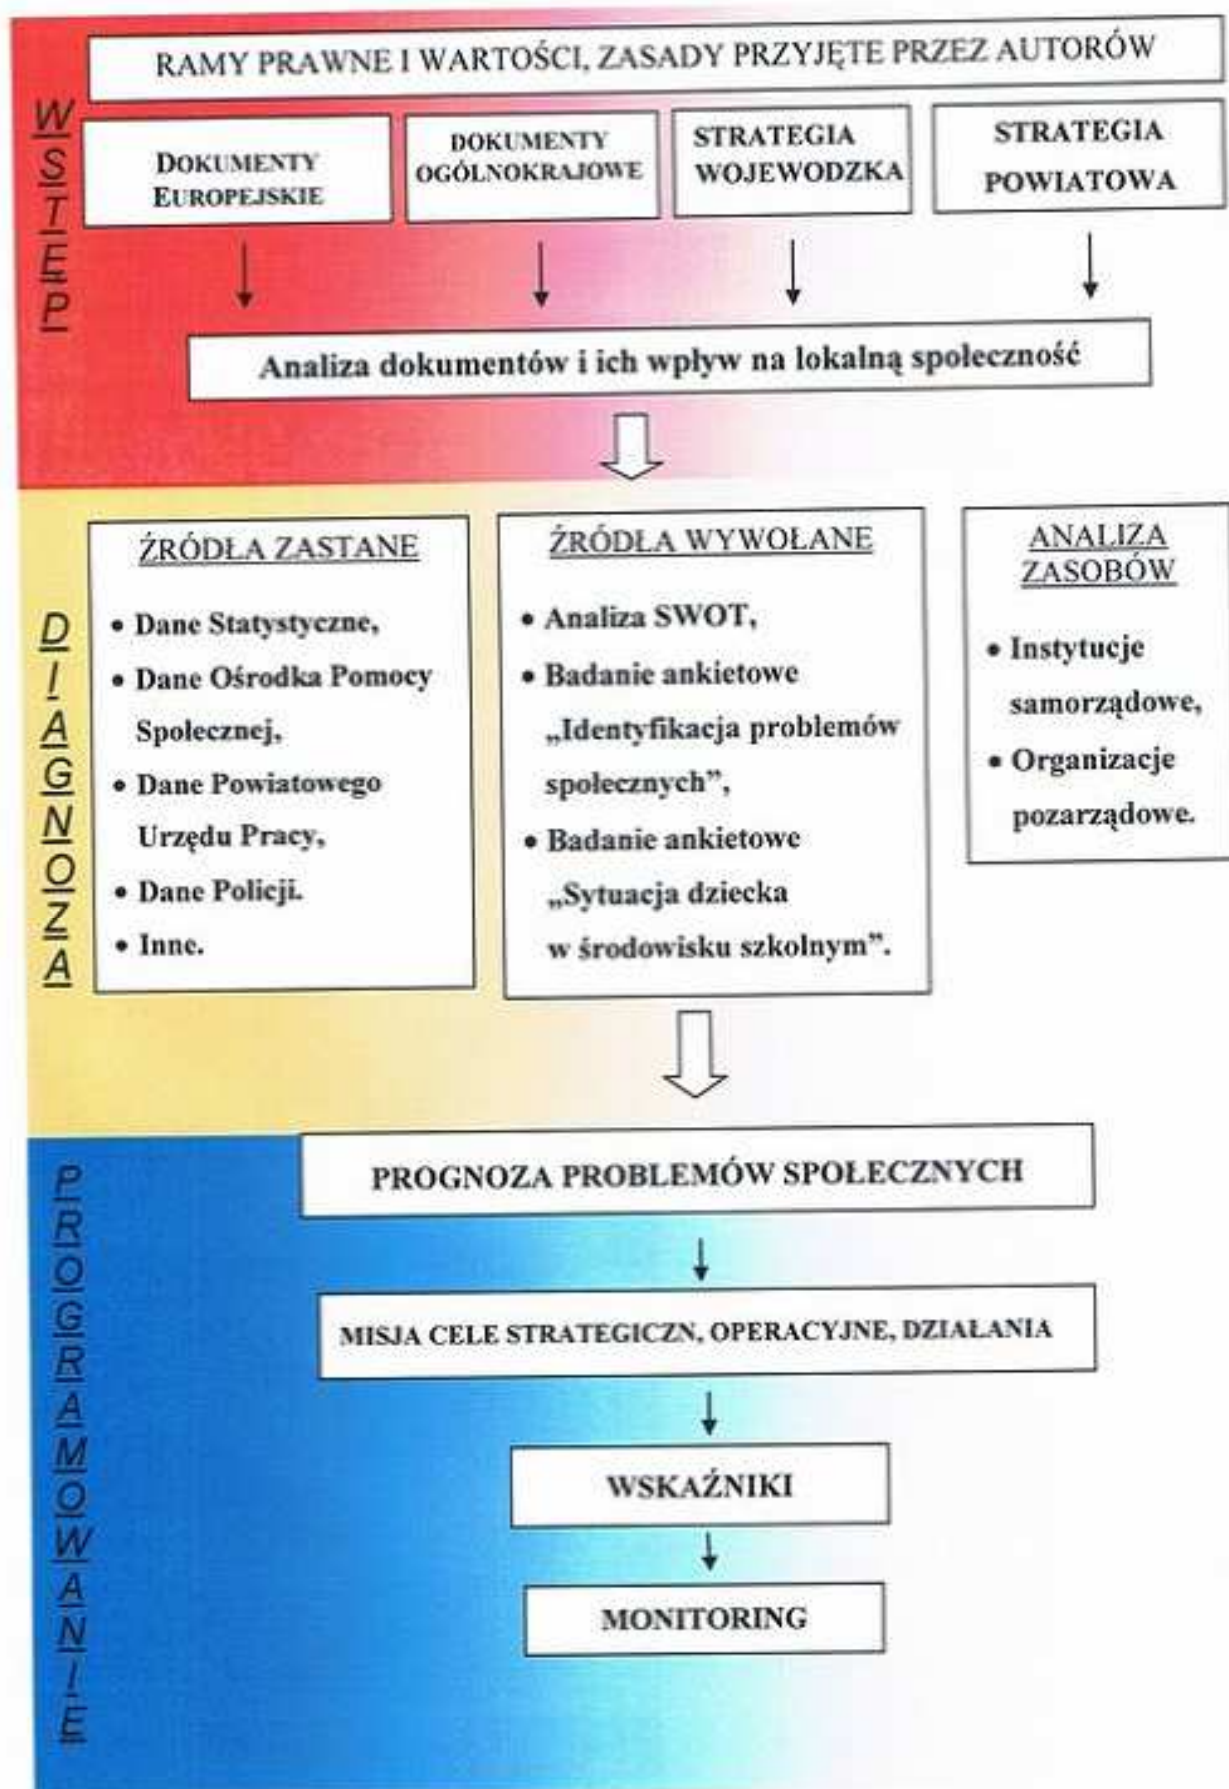 WSTĘP
RAMY PRAWNE I WARTOŚCI, ZASADY PRZYJĘTE PRZEZ AUTORÓW
DOKUMENTY
EUROPEJSKIE
DOKUMENTY
OGÓLNOKRAJOWE
STRATEGIA
WOJEWODZKA
STRATEGIA
POWIATOWA
Analiza dokumentów i ich wpływ na lokalną społeczność
DIAGNOZA
ŹRÓDŁA ZASTANE
• Dane Statystyczne,
• Dane Ośrodka Pomocy
Społecznej,
• Dane Powiatowego
Urzędu Pracy,
• Dane Policji.
• Inne.
ŹRÓDŁA WYWOŁANE
• Analiza SWOT,
• Badanie ankietowe
„Identyfikacja problemów
społecznych”,
• Badanie ankietowe
„Sytuacja dziecka
w środowisku szkolnym”.
ANALIZA
ZASOBÓW
• Instytucje
samorządowe,
• Organizacje
pozarządowe.
PROGRAMOWANIE
PROGNOZA PROBLEMÓW SPOŁECZNYCH
MISJA CELE STRATEGICZN, OPERACYJNE, DZIAŁANIA
WSKAŹNIKI
MONITORING